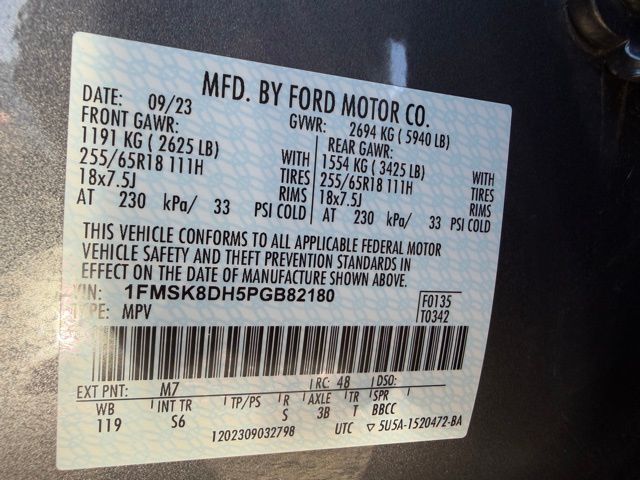 MFD. BY FORD MOTOR CO.
DATE: 09/23 GVWR: 2694 KG ( 5940 LB)
FRONT GAWR: REAR GAWR:
1191 KG ( 2625 LB) WITH 1554 KG ( 3425 LB) WITH
255/65R18 111H TIRES 255/65R18 111H TIRES
18x7.5J RIMS 18x7.5J RIMS
AT 230 kPa/ 33 PSI COLD AT 230 kPa/ 33 PSI COLD
THIS VEHICLE CONFORMS TO ALL APPLICABLE FEDERAL MOTOR
VEHICLE SAFETY AND THEFT PREVENTION STANDARDS IN
EFFECT ON THE DATE OF MANUFACTURE SHOWN ABOVE.
VIN: 1FMSK8DH5PGB82180 F0135
TYPE: MPV T0342
EXT PNT: M7 RC: 48 DSO:
WB INT TR TP/PS R AXLE TR SPR
119 S6 S 3B T BBCC
1202309032798 UTC 5U5A-1520472-BA